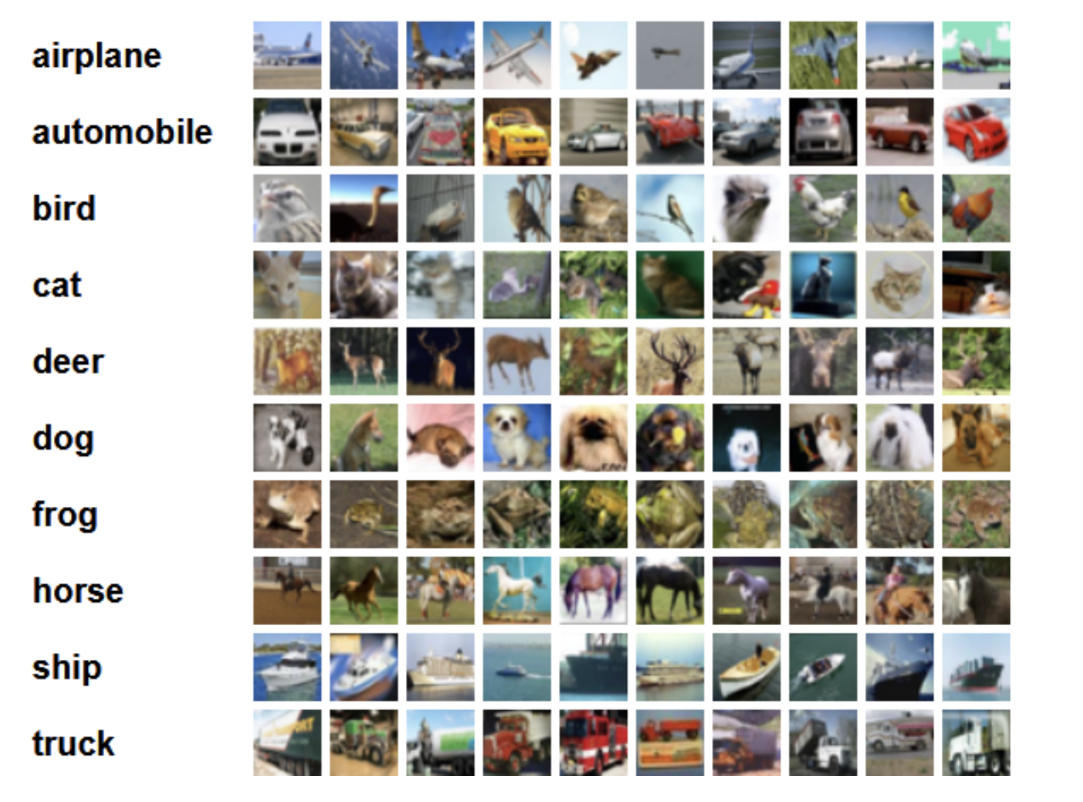 airplane
automobile
bird
cat
deer
dog
frog
horse
ship
truck